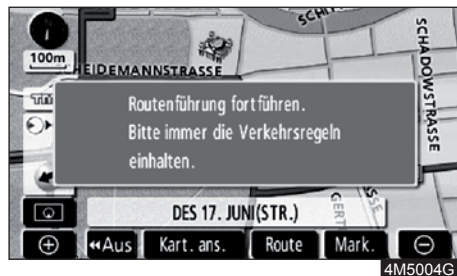 100m
SCHADOWSTRASSE
EIDEMANNSTRASSE
Routenführung fortführen.
Bitte immer die Verkehrsregeln
einhalten.
DES 17. JUNI(STR.)
GERT
Aus
Kart. ans.
Route
Mark.
4M5004G